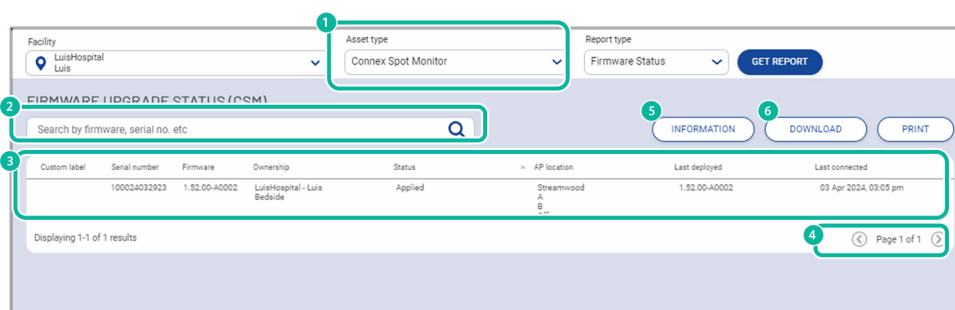 1
Facility
Asset type
Report type
LuisHospital
Luis
Connex Spot Monitor
Firmware Status
GET REPORT
FIRMWARE UPGRADE STATUS (CSM)
2
5
6
Search by firmware, serial no. etc
INFORMATION
DOWNLOAD
PRINT
3
Custom label
Serial number
Firmware
Ownership
Status
AP location
Last deployed
Last connected
100024032923
1.52.00-A0002
LuisHospital - Luis
Bedside
Applied
Streamwood
A
B
1.52.00-A0002
03 Apr 2024, 03:05 pm
4
Displaying 1-1 of 1 results
Page 1 of 1